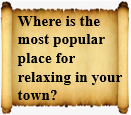 Where is the
most popular
place for
relaxing in your
town?